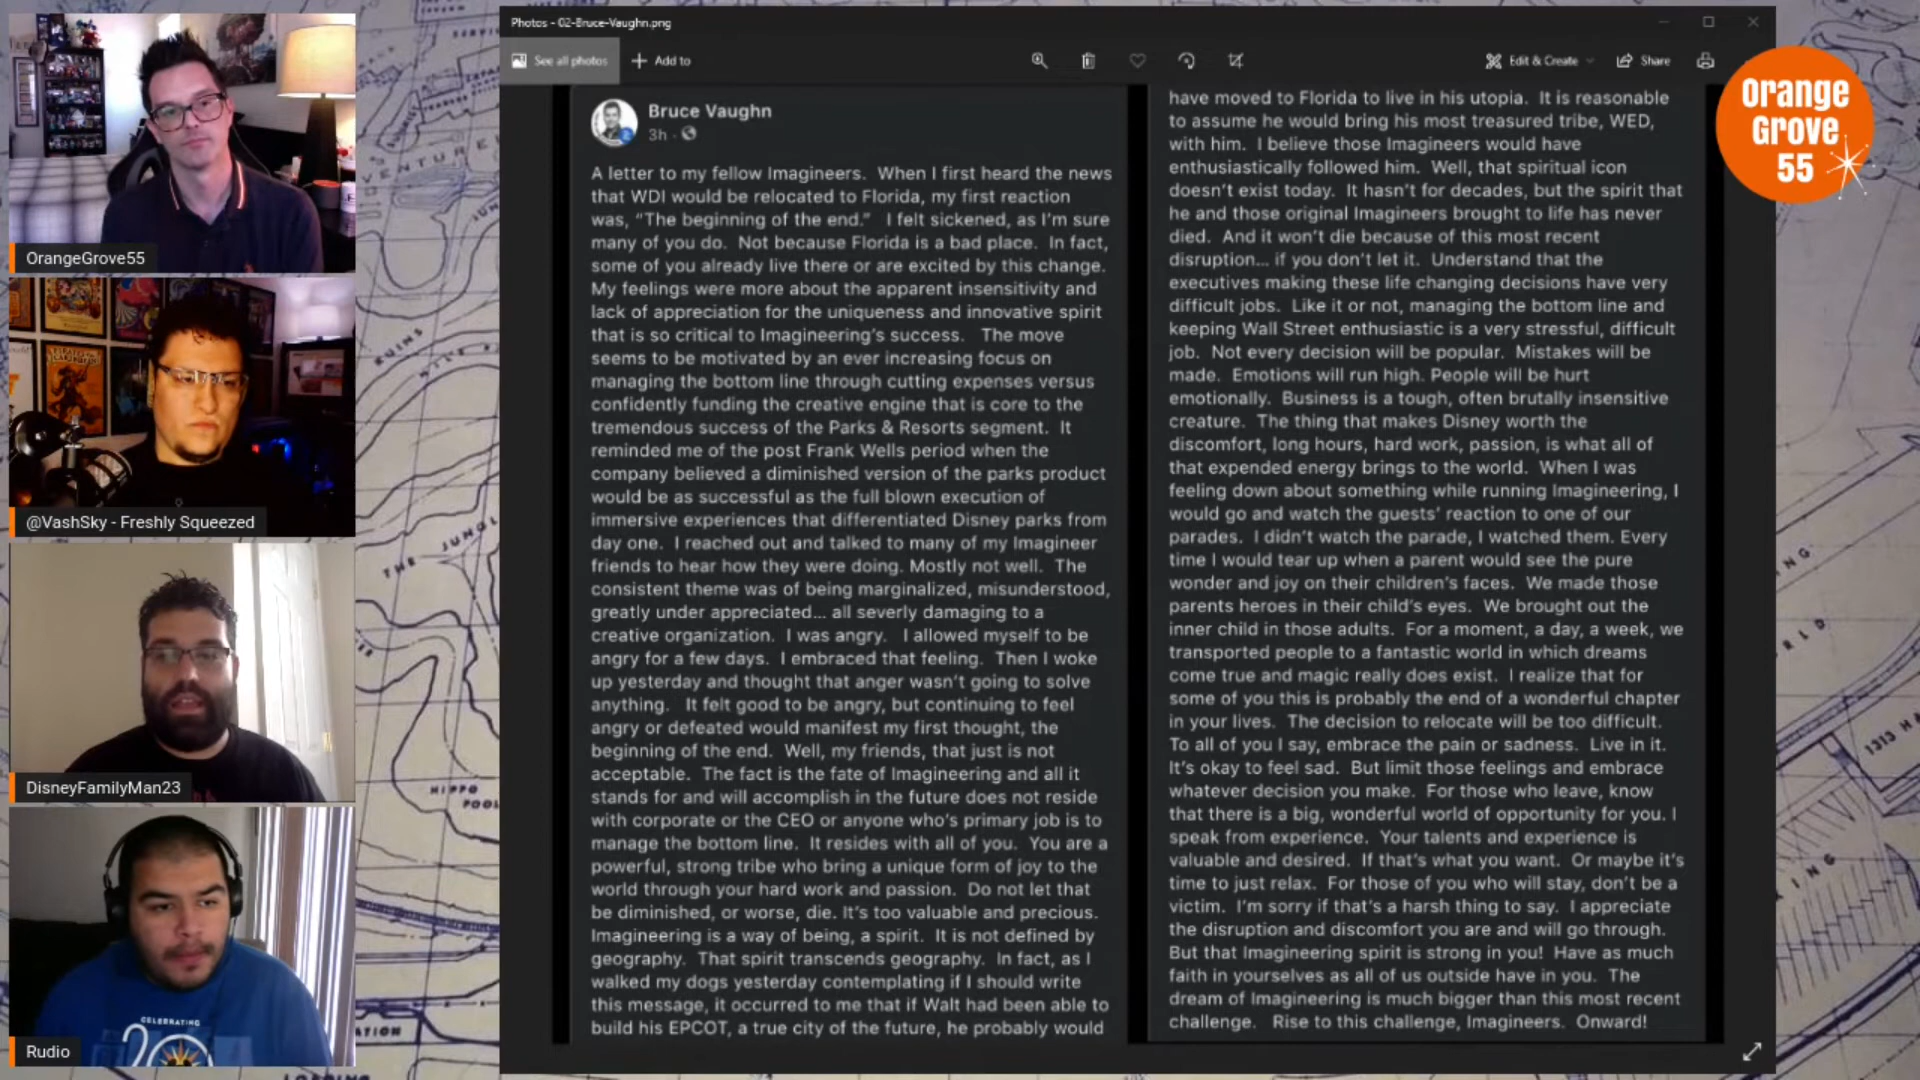 Photos - 02-Bruce-Vaughn.png
See all photos
Add to
Edit & Create
Share
Orange
Grove
55
Bruce Vaughn
3h
A letter to my fellow Imagineers. When I first heard the news
that WDI would be relocated to Florida, my first reaction
was, “The beginning of the end.” I felt sickened, as I’m sure
many of you do. Not because Florida is a bad place. In fact,
some of you already live there or are excited by this change.
My feelings were more about the apparent insensitivity and
lack of appreciation for the uniqueness and innovative spirit
that is so critical to Imagineering’s success. The move
seems to be motivated by an ever increasing focus on
managing the bottom line through cutting expenses versus
confidently funding the creative engine that is core to the
tremendous success of the Parks & Resorts segment. It
reminded me of the post Frank Wells period when the
company believed a diminished version of the parks product
would be as successful as the full blown execution of
immersive experiences that differentiated Disney parks from
day one. I reached out and talked to many of my Imagineer
friends to hear how they were doing. Mostly not well. The
consistent theme was of being marginalized, misunderstood,
greatly under appreciated... all severly damaging to a
creative organization. I was angry. I allowed myself to be
angry for a few days. I embraced that feeling. Then I woke
up yesterday and thought that anger wasn’t going to solve
anything. It felt good to be angry, but continuing to feel
angry or defeated would manifest my first thought, the
beginning of the end. Well, my friends, that just is not
acceptable. The fact is the fate of Imagineering and all it
stands for and will accomplish in the future does not reside
with corporate or the CEO or anyone who’s primary job is to
manage the bottom line. It resides with all of you. You are a
powerful, strong tribe who bring a unique form of joy to the
world through your hard work and passion. Do not let that
be diminished, or worse, die. It’s too valuable and precious.
Imagineering is a way of being, a spirit. It is not defined by
geography. That spirit transcends geography. In fact, as I
walked my dogs yesterday contemplating if I should write
this message, it occurred to me that if Walt had been able to
build his EPCOT, a true city of the future, he probably would
have moved to Florida to live in his utopia. It is reasonable
to assume he would bring his most treasured tribe, WED,
with him. I believe those Imagineers would have
enthusiastically followed him. Well, that spiritual icon
doesn’t exist today. It hasn’t for decades, but the spirit that
he and those original Imagineers brought to life has never
died. And it won’t die because of this most recent
disruption... if you don’t let it. Understand that the
executives making these life changing decisions have very
difficult jobs. Like it or not, managing the bottom line and
keeping Wall Street enthusiastic is a very stressful, difficult
job. Not every decision will be popular. Mistakes will be
made. Emotions will run high. People will be hurt
emotionally. Business is a tough, often brutally insensitive
creature. The thing that makes Disney worth the
discomfort, long hours, hard work, passion, is what all of
that expended energy brings to the world. When I was
feeling down about something while running Imagineering, I
would go and watch the guests’ reaction to one of our
parades. I didn’t watch the parade, I watched them. Every
time I would tear up when a parent would see the pure
wonder and joy on their children’s faces. We made those
parents heroes in their child’s eyes. We brought out the
inner child in those adults. For a moment, a day, a week, we
transported people to a fantastic world in which dreams
come true and magic really does exist. I realize that for
some of you this is probably the end of a wonderful chapter
in your lives. The decision to relocate will be too difficult.
To all of you I say, embrace the pain or sadness. Live in it.
It’s okay to feel sad. But limit those feelings and embrace
whatever decision you make. For those who leave, know
that there is a big, wonderful world of opportunity for you. I
speak from experience. Your talents and experience is
valuable and desired. If that’s what you want. Or maybe it’s
time to just relax. For those of you who will stay, don’t be a
victim. I’m sorry if that’s a harsh thing to say. I appreciate
the disruption and discomfort you are and will go through.
But that Imagineering spirit is strong in you! Have as much
faith in yourselves as all of us outside have in you. The
dream of Imagineering is much bigger than this most recent
challenge. Rise to this challenge, Imagineers. Onward!
OrangeGrove55
@VashSky - Freshly Squeezed
DisneyFamilyMan23
Rudio
CELEBRATING
20
RUINS
THE JUNGL
HIPPO
POOL
1313 HA
LOADING